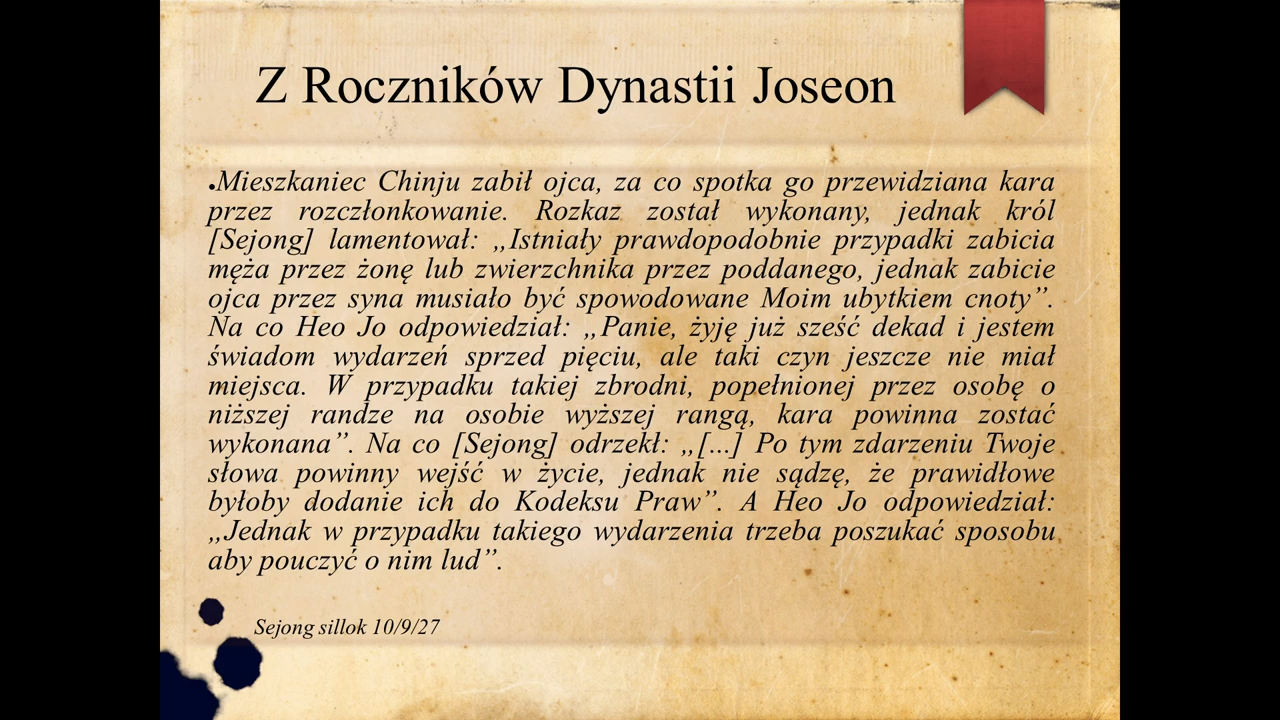 Z Roczników Dynastii Joseon
•Mieszkaniec Chinju zabił ojca, za co spotka go przewidziana kara
przez rozczłonkowanie. Rozkaz został wykonany, jednak król
[Sejong] lamentował: „Istniały prawdopodobnie przypadki zabicia
męża przez żonę lub zwierzchnika przez poddanego, jednak zabicie
ojca przez syna musiało być spowodowane Moim ubytkiem cnoty”.
Na co Heo Jo odpowiedział: „Panie, żyję już sześć dekad i jestem
świadom wydarzeń sprzed pięciu, ale taki czyn jeszcze nie miał
miejsca. W przypadku takiej zbrodni, popełnionej przez osobę o
niższej randze na osobie wyższej rangą, kara powinna zostać
wykonana”. Na co [Sejong] odrzekł: „[...] Po tym zdarzeniu Twoje
słowa powinny wejść w życie, jednak nie sądzę, że prawidłowe
byłoby dodanie ich do Kodeksu Praw”. A Heo Jo odpowiedział:
„Jednak w przypadku takiego wydarzenia trzeba poszukać sposobu
aby pouczyć o nim lud”.
Sejong sillok 10/9/27